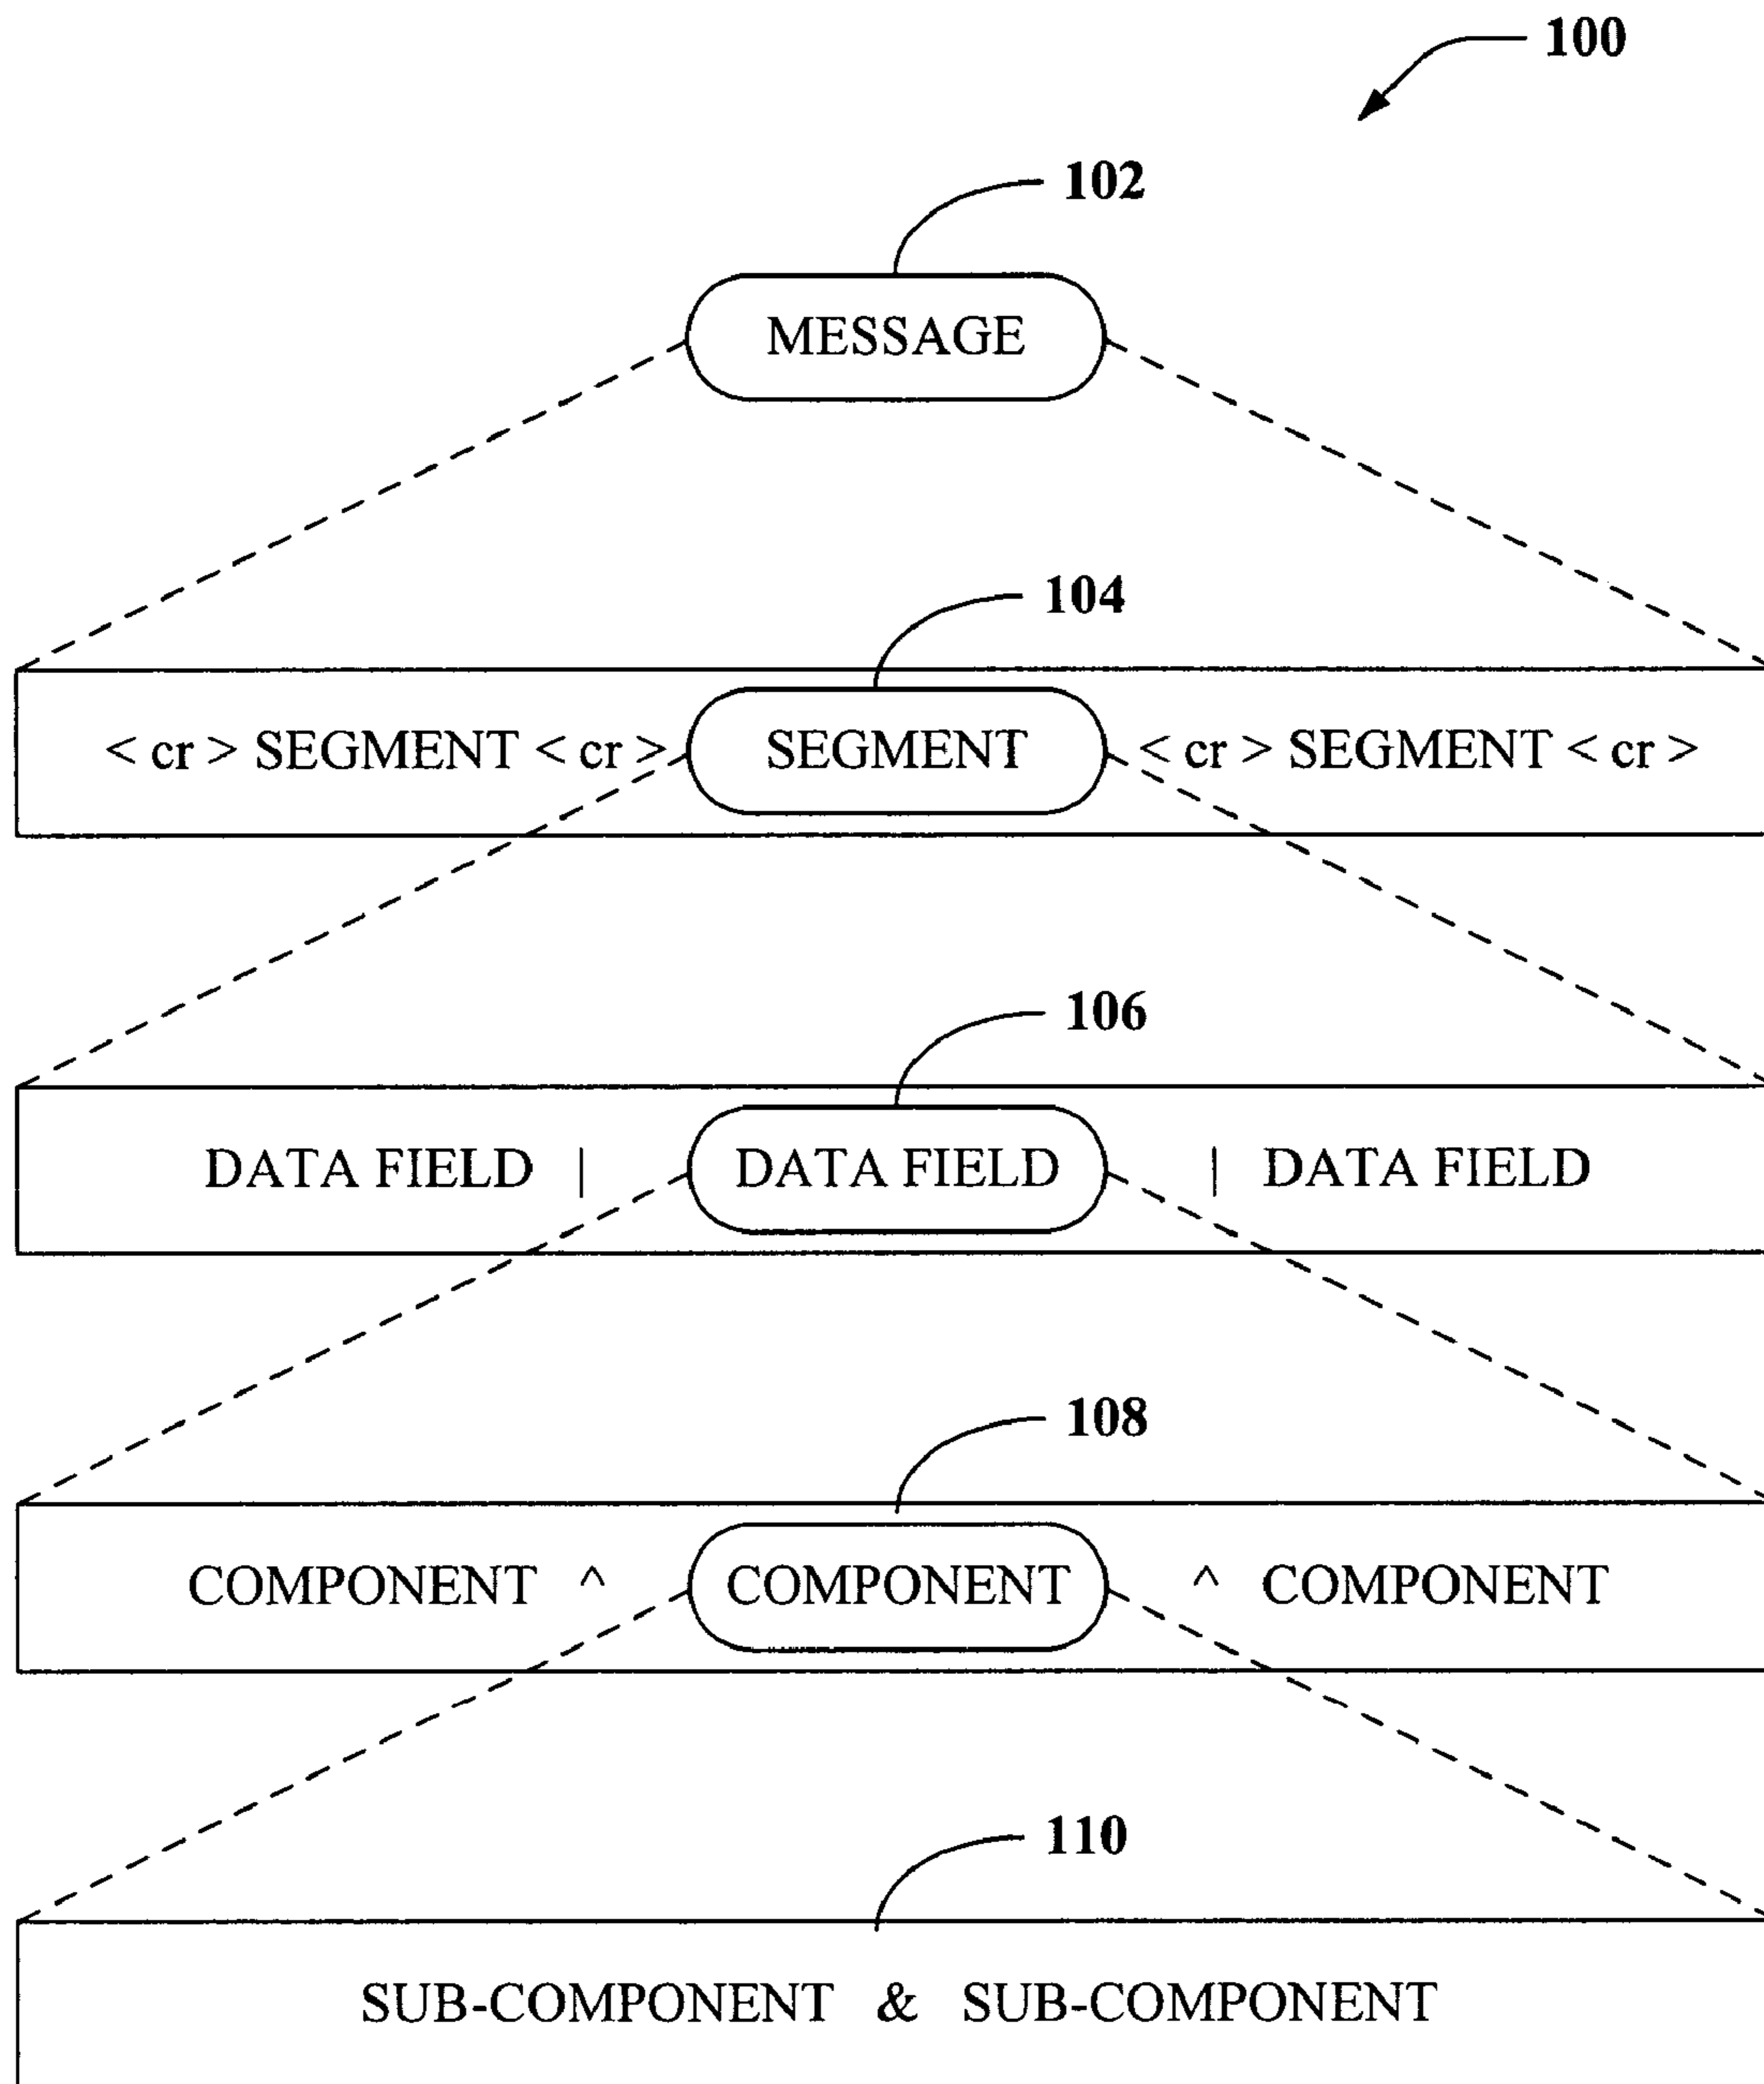 100
102
MESSAGE
104
< cr > SEGMENT < cr > SEGMENT < cr > SEGMENT < cr >
106
DATA FIELD | DATA FIELD | DATA FIELD
108
COMPONENT ^ COMPONENT ^ COMPONENT
110
SUB-COMPONENT & SUB-COMPONENT